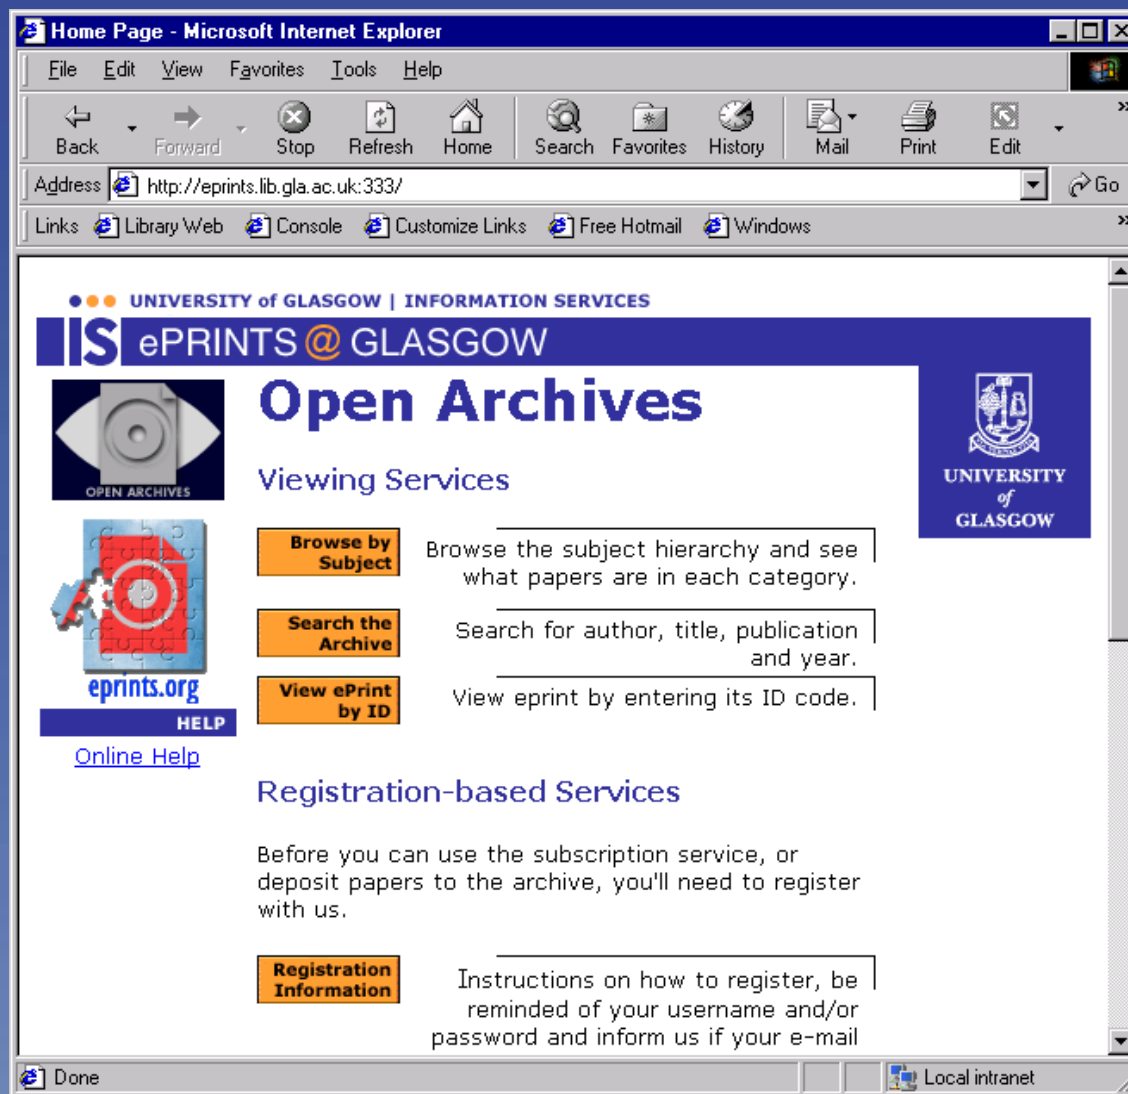 Home Page - Microsoft Internet Explorer
File Edit View Favorites Tools Help
Back Forward Stop Refresh Home Search Favorites History Mail Print Edit
Address http://eprints.lib.gla.ac.uk:333/ Go
Links Library Web Console Customize Links Free Hotmail Windows
UNIVERSITY of GLASGOW | INFORMATION SERVICES
IS ePRINTS@GLASGOW
Open Archives
OPEN ARCHIVES
UNIVERSITY
of
GLASGOW
Viewing Services
Browse by
Subject
Browse the subject hierarchy and see
what papers are in each category.
Search the
Archive
Search for author, title, publication
and year.
View ePrint
by ID
View eprint by entering its ID code.
eprints.org
HELP
Online Help
Registration-based Services
Before you can use the subscription service, or
deposit papers to the archive, you'll need to register
with us.
Registration
Information
Instructions on how to register, be
reminded of your username and/or
password and inform us if your e-mail
Done
Local intranet